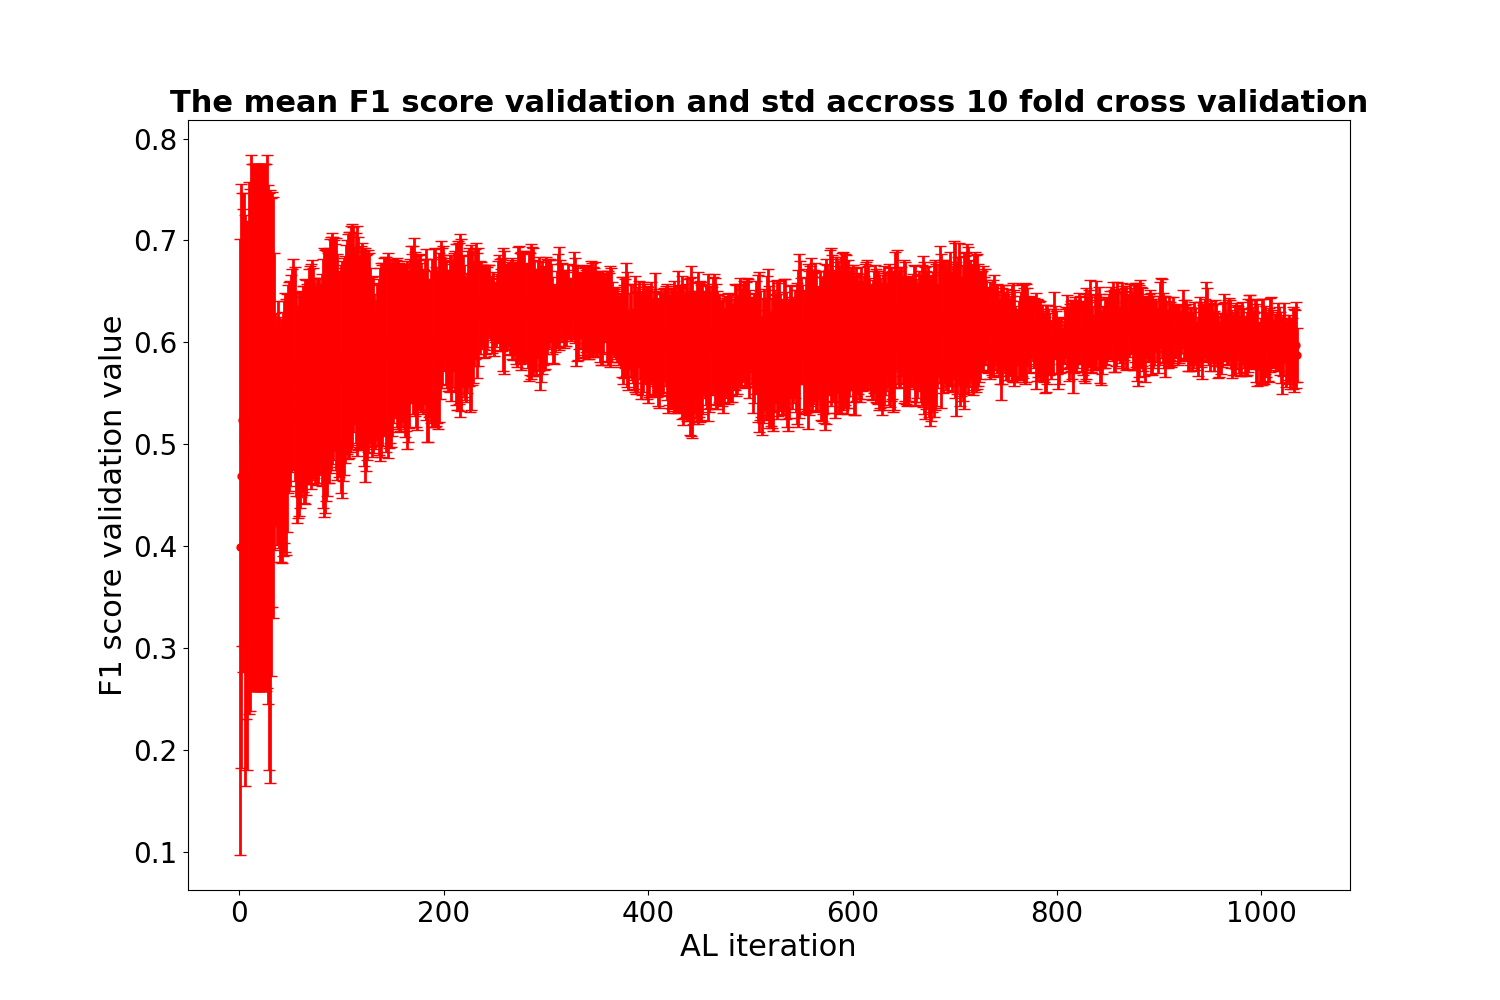 The mean F1 score validation and std accross 10 fold cross validation
0.8
0.7
0.6
0.5
0.4
0.3
0.2
0.1
F1 score validation value
0 200 400 600 800 1000
AL iteration